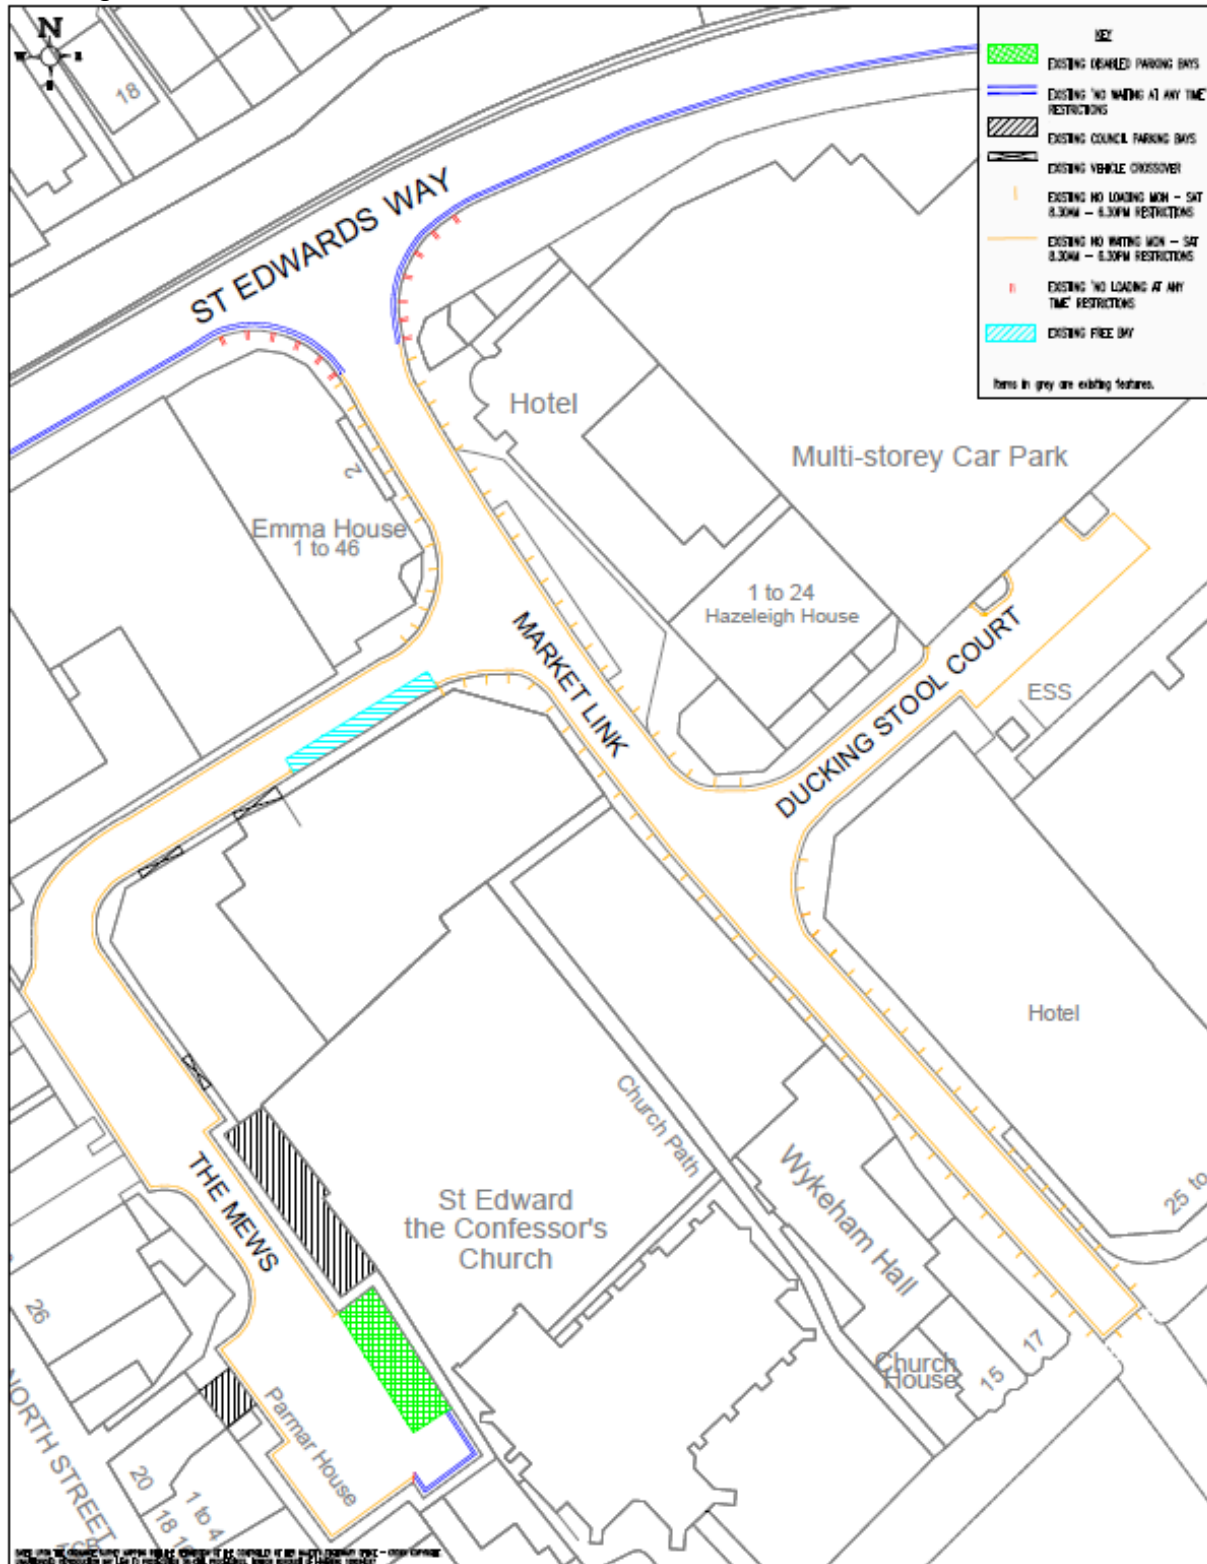 N
W
18
KEY
EXISTING DISABLED PARKING BAYS
EXISTING 'NO WAITING AT ANY TIME'
RESTRICTIONS
EXISTING COUNCIL PARKING BAYS
EXISTING VEHICLE CROSSOVER
EXISTING NO LOADING MON - SAT
8.30AM - 6.30PM RESTRICTIONS
EXISTING NO WAITING MON - SAT
8.30AM - 6.30PM RESTRICTIONS
EXISTING 'NO LOADING AT ANY
TIME' RESTRICTIONS
EXISTING FREE BAY
Items in grey are existing features.
ST EDWARDS WAY
Hotel
Multi-storey Car Park
2
Emma House
1 to 46
1 to 24
Hazeleigh House
MARKET LINK
DUCKING STOOL COURT
ESS
Hotel
Church Path
Wykeham Hall
25 to
THE MEWS
St Edward
the Confessor's
Church
26
NORTH STREET
Parmar House
Church
House
15
17
20
18
1 to 4